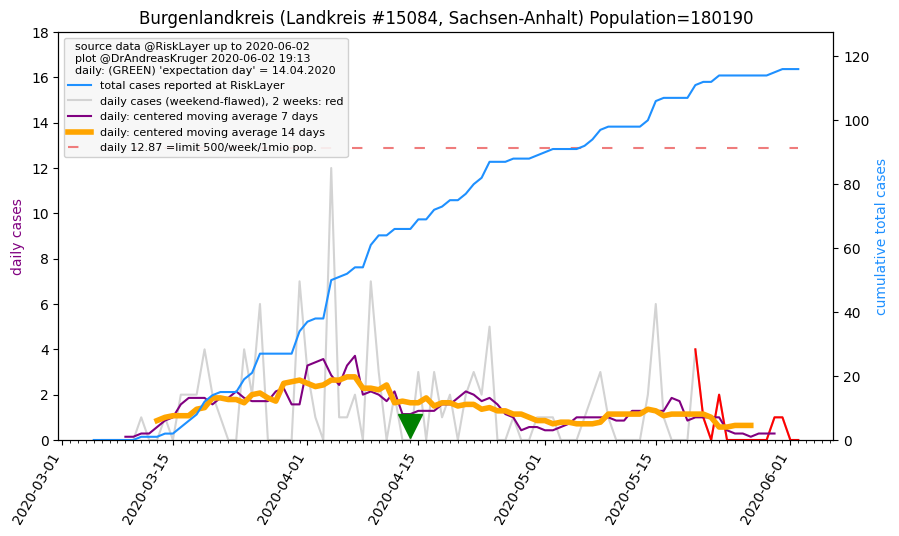 Burgenlandkreis (Landkreis #15084, Sachsen-Anhalt) Population=180190
source data @RiskLayer up to 2020-06-02
plot @DrAndreasKruger 2020-06-02 19:13
daily: (GREEN) 'expectation day' = 14.04.2020
total cases reported at RiskLayer
daily cases (weekend-flawed), 2 weeks: red
daily: centered moving average 7 days
daily: centered moving average 14 days
daily 12.87 =limit 500/week/1mio pop.
daily cases
18
16
14
12
10
8
6
4
2
0
120
100
80
60
40
20
0
cumulative total cases
2020-03-01
2020-03-15
2020-04-01
2020-04-15
2020-05-01
2020-05-15
2020-06-01